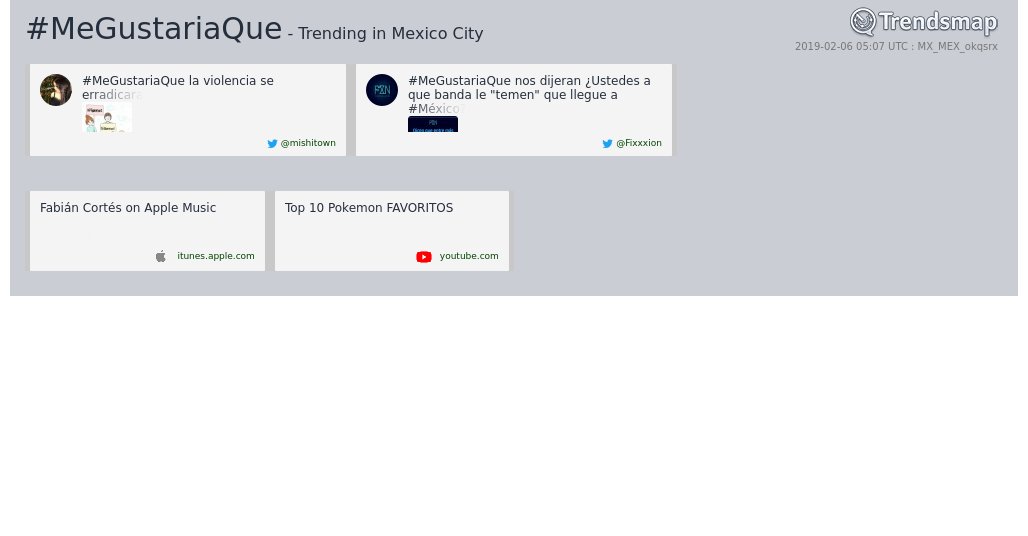 #MeGustariaQue - Trending in Mexico City
Trendsmap
2019-02-06 05:07 UTC : MX_MEX_okqsrx
#MeGustariaQue la violencia se
erradicara
@mishitown
#MeGustariaQue nos dijeran ¿Ustedes a
que banda le "temen" que llegue a
#México?
@Fixxxion
Fabián Cortés on Apple Music
itunes.apple.com
Top 10 Pokemon FAVORITOS
youtube.com